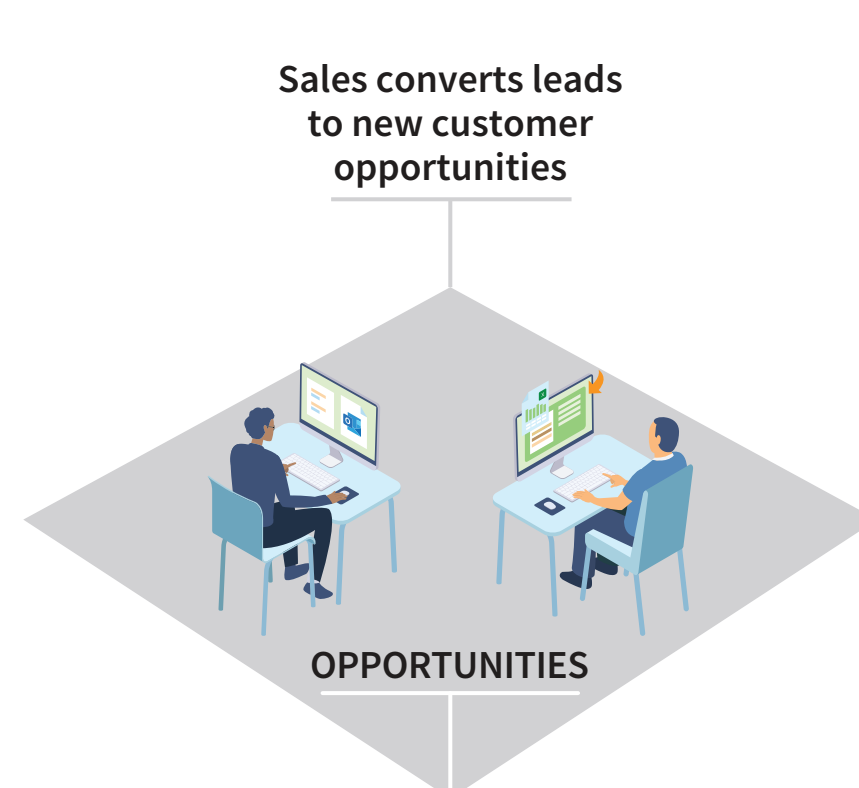 Sales converts leads
to new customer
opportunities
OPPORTUNITIES